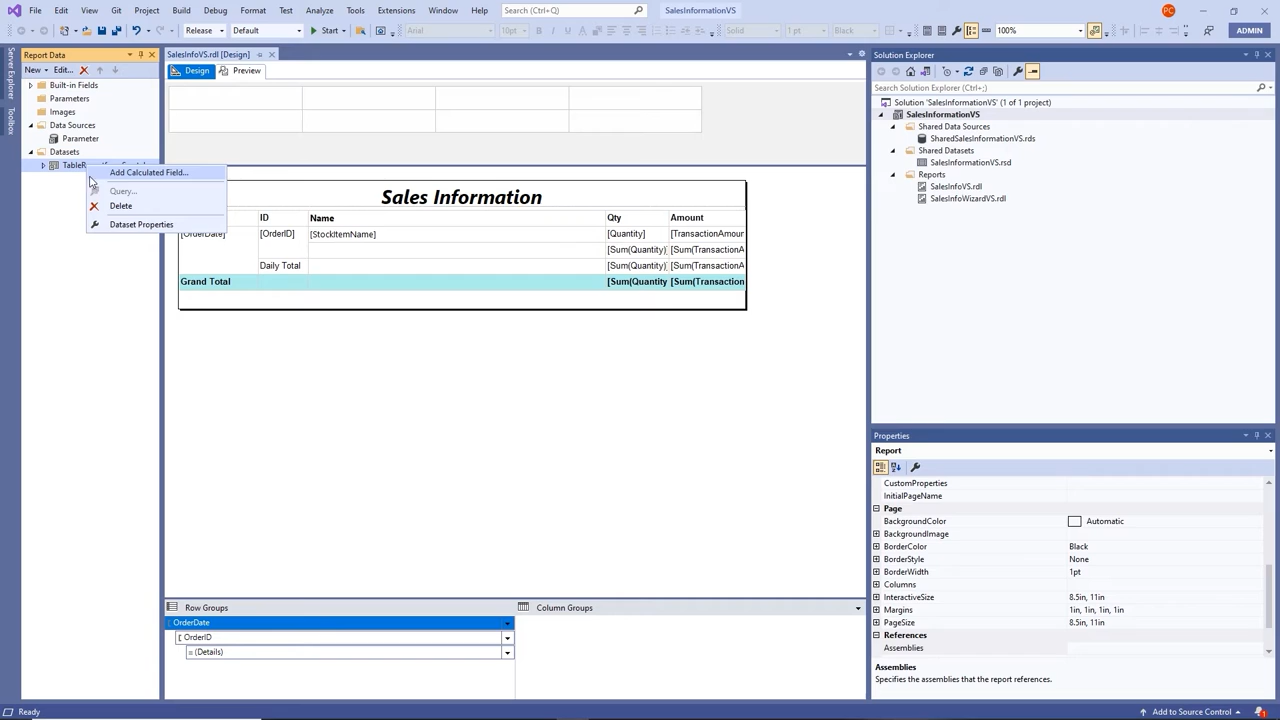 File Edit View Git Project Build Debug Format Test Analyze Tools Extensions Window Help Search (Ctrl+Q) SalesInformationVS PC
Release Default Start Arial 10pt Solid 1pt 100% ADMIN
Server Explorer
Toolbox
Report Data
New Edit...
Built-in Fields
Parameters
Images
Data Sources
Parameter
Datasets
Add Calculated Field...
Query...
Delete
Dataset Properties
SalesInfoVS.rdl [Design]
Design Preview
Sales Information
ID Name Qty Amount
[OrderDate] [OrderID] [StockItemName] [Quantity] [TransactionAmour
[Sum(Quantity) [Sum(TransactionA
Daily Total [Sum(Quantity) [Sum(TransactionA
Grand Total [Sum(Quantity [Sum(Transaction
Row Groups Column Groups
OrderDate
[ OrderID
= (Details)
Solution Explorer
Search Solution Explorer (Ctrl+;)
Solution 'SalesInformationVS' (1 of 1 project)
SalesInformationVS
Shared Data Sources
SharedSalesInformationVS.rds
Shared Datasets
SalesInformationVS.rsd
Reports
SalesInfoVS.rdl
SalesInfoWizardVS.rdl
Properties
Report
CustomProperties
InitialPageName
Page
BackgroundColor Automatic
BackgroundImage
BorderColor Black
BorderStyle None
BorderWidth 1pt
Columns
InteractiveSize 8.5in, 11in
Margins 1in, 1in, 1in, 1in
PageSize 8.5in, 11in
References
Assemblies
Assemblies
Specifies the assemblies that the report references.
Ready Add to Source Control 1